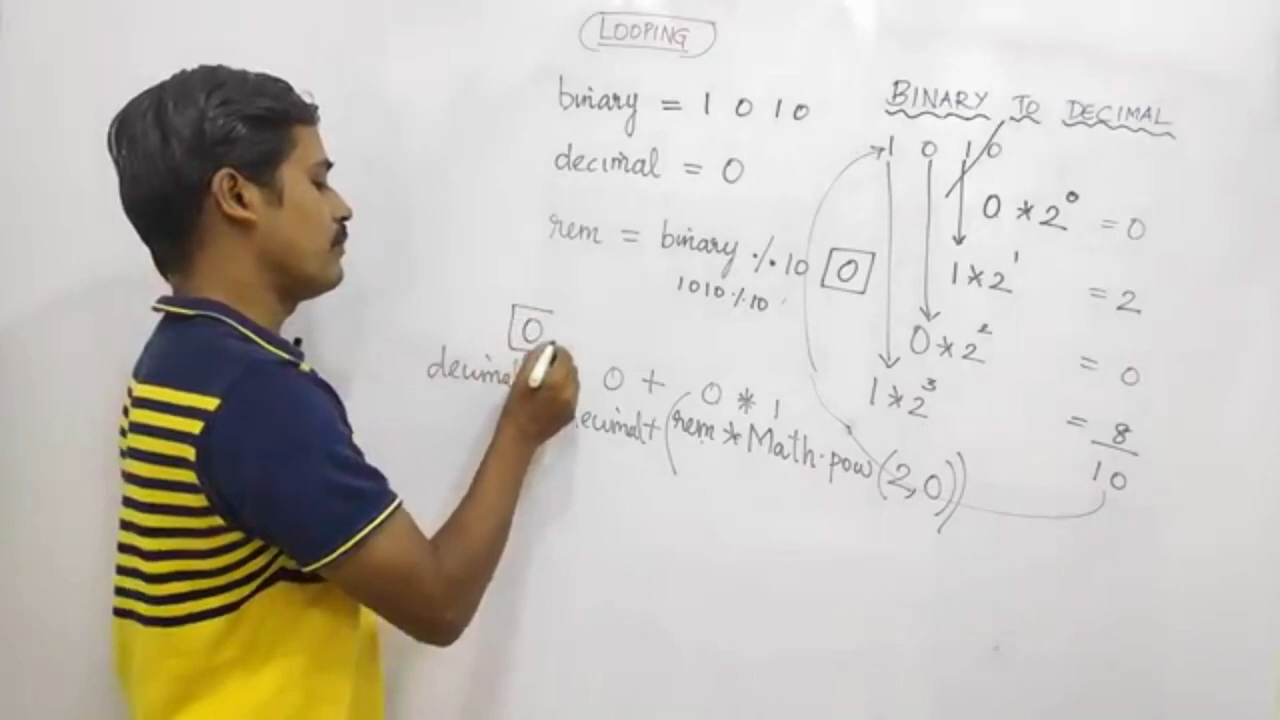 LOOPING
binary = 1 0 1 0
decimal = 0
rem = binary % 10 0
1010 % 10
0
decima
0 + 0 * 1
ecimal + (rem * Math.pow (2,0))
BINARY TO DECIMAL
1 0 1 0
0 * 2⁰ = 0
1 * 2¹ = 2
0 * 2² = 0
1 * 2³ = 8
10